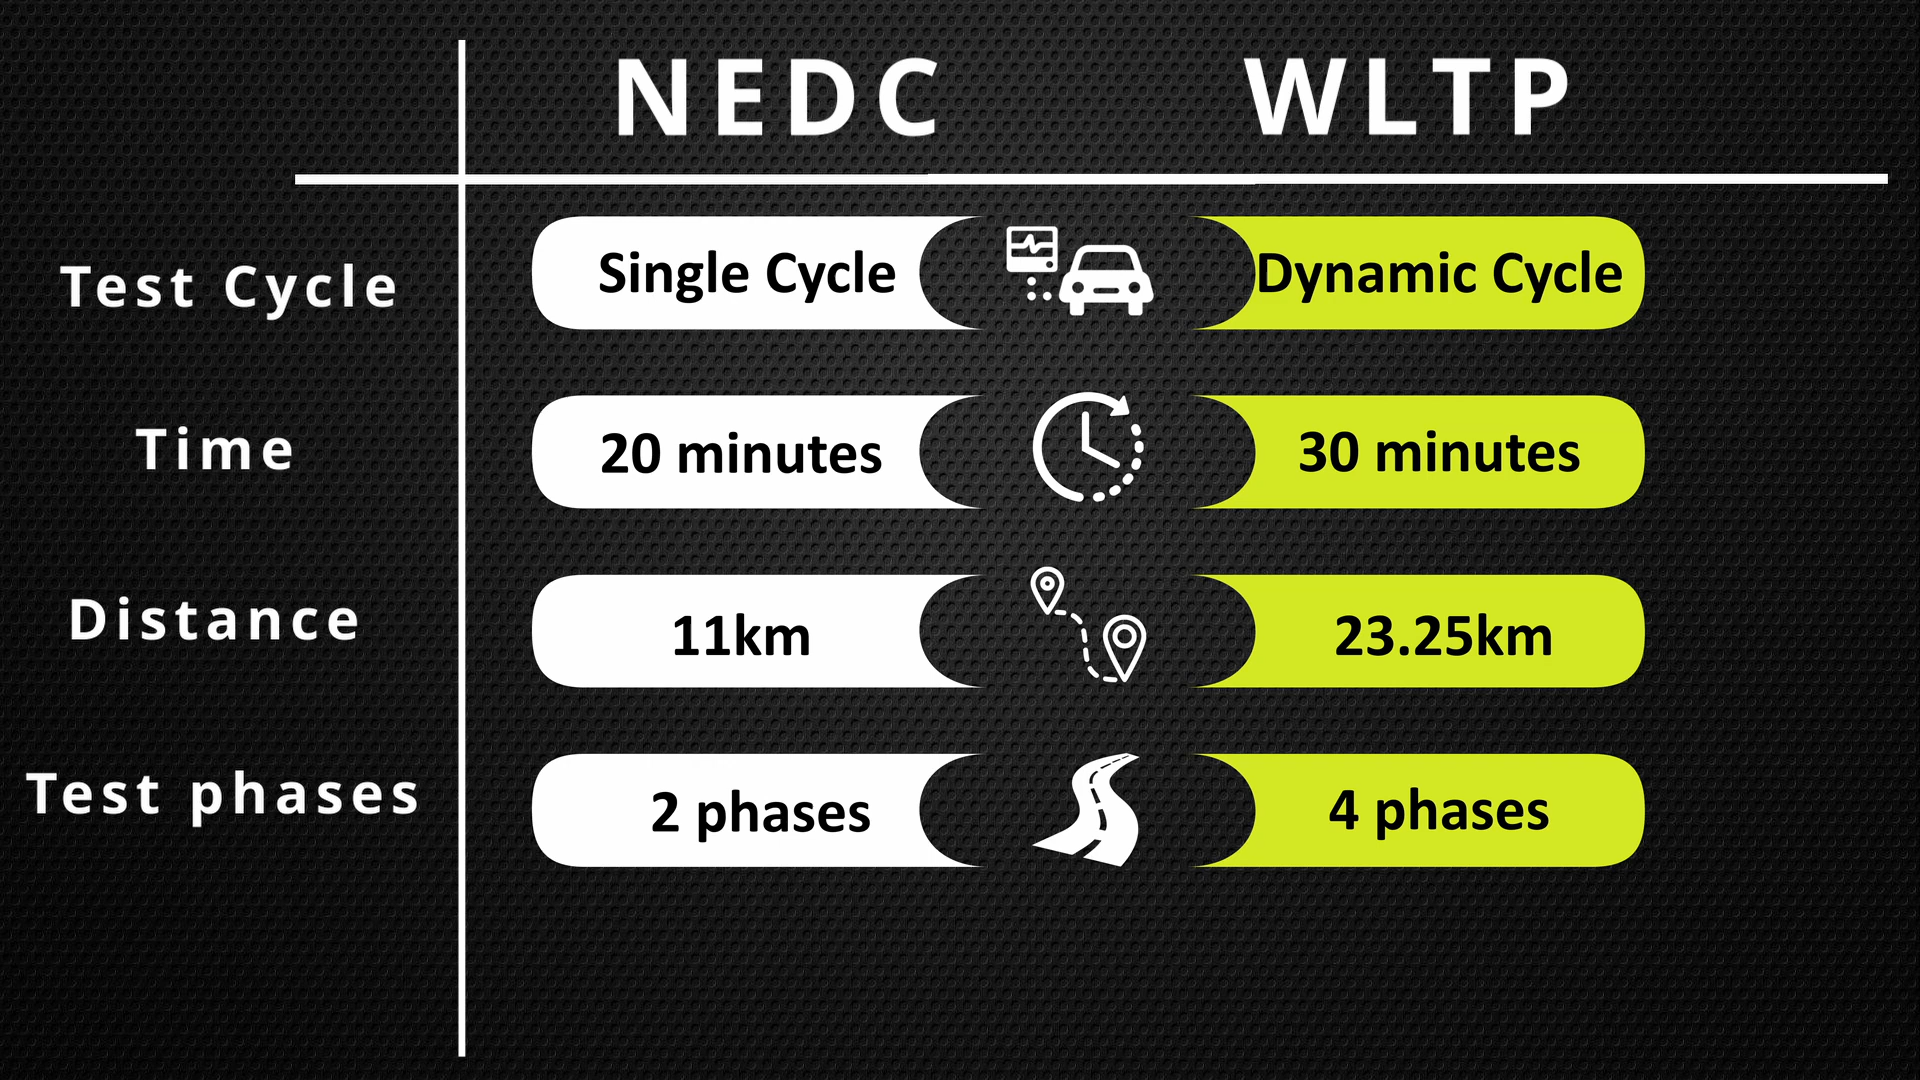 NEDC WLTP
Test Cycle Single Cycle Dynamic Cycle
Time 20 minutes 30 minutes
Distance 11km 23.25km
Test phases 2 phases 4 phases